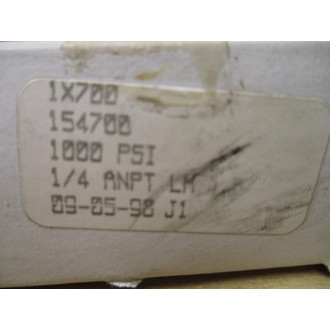 1X700
154700
1000 PSI
1/4 ANPT LM
09-05-98 J1